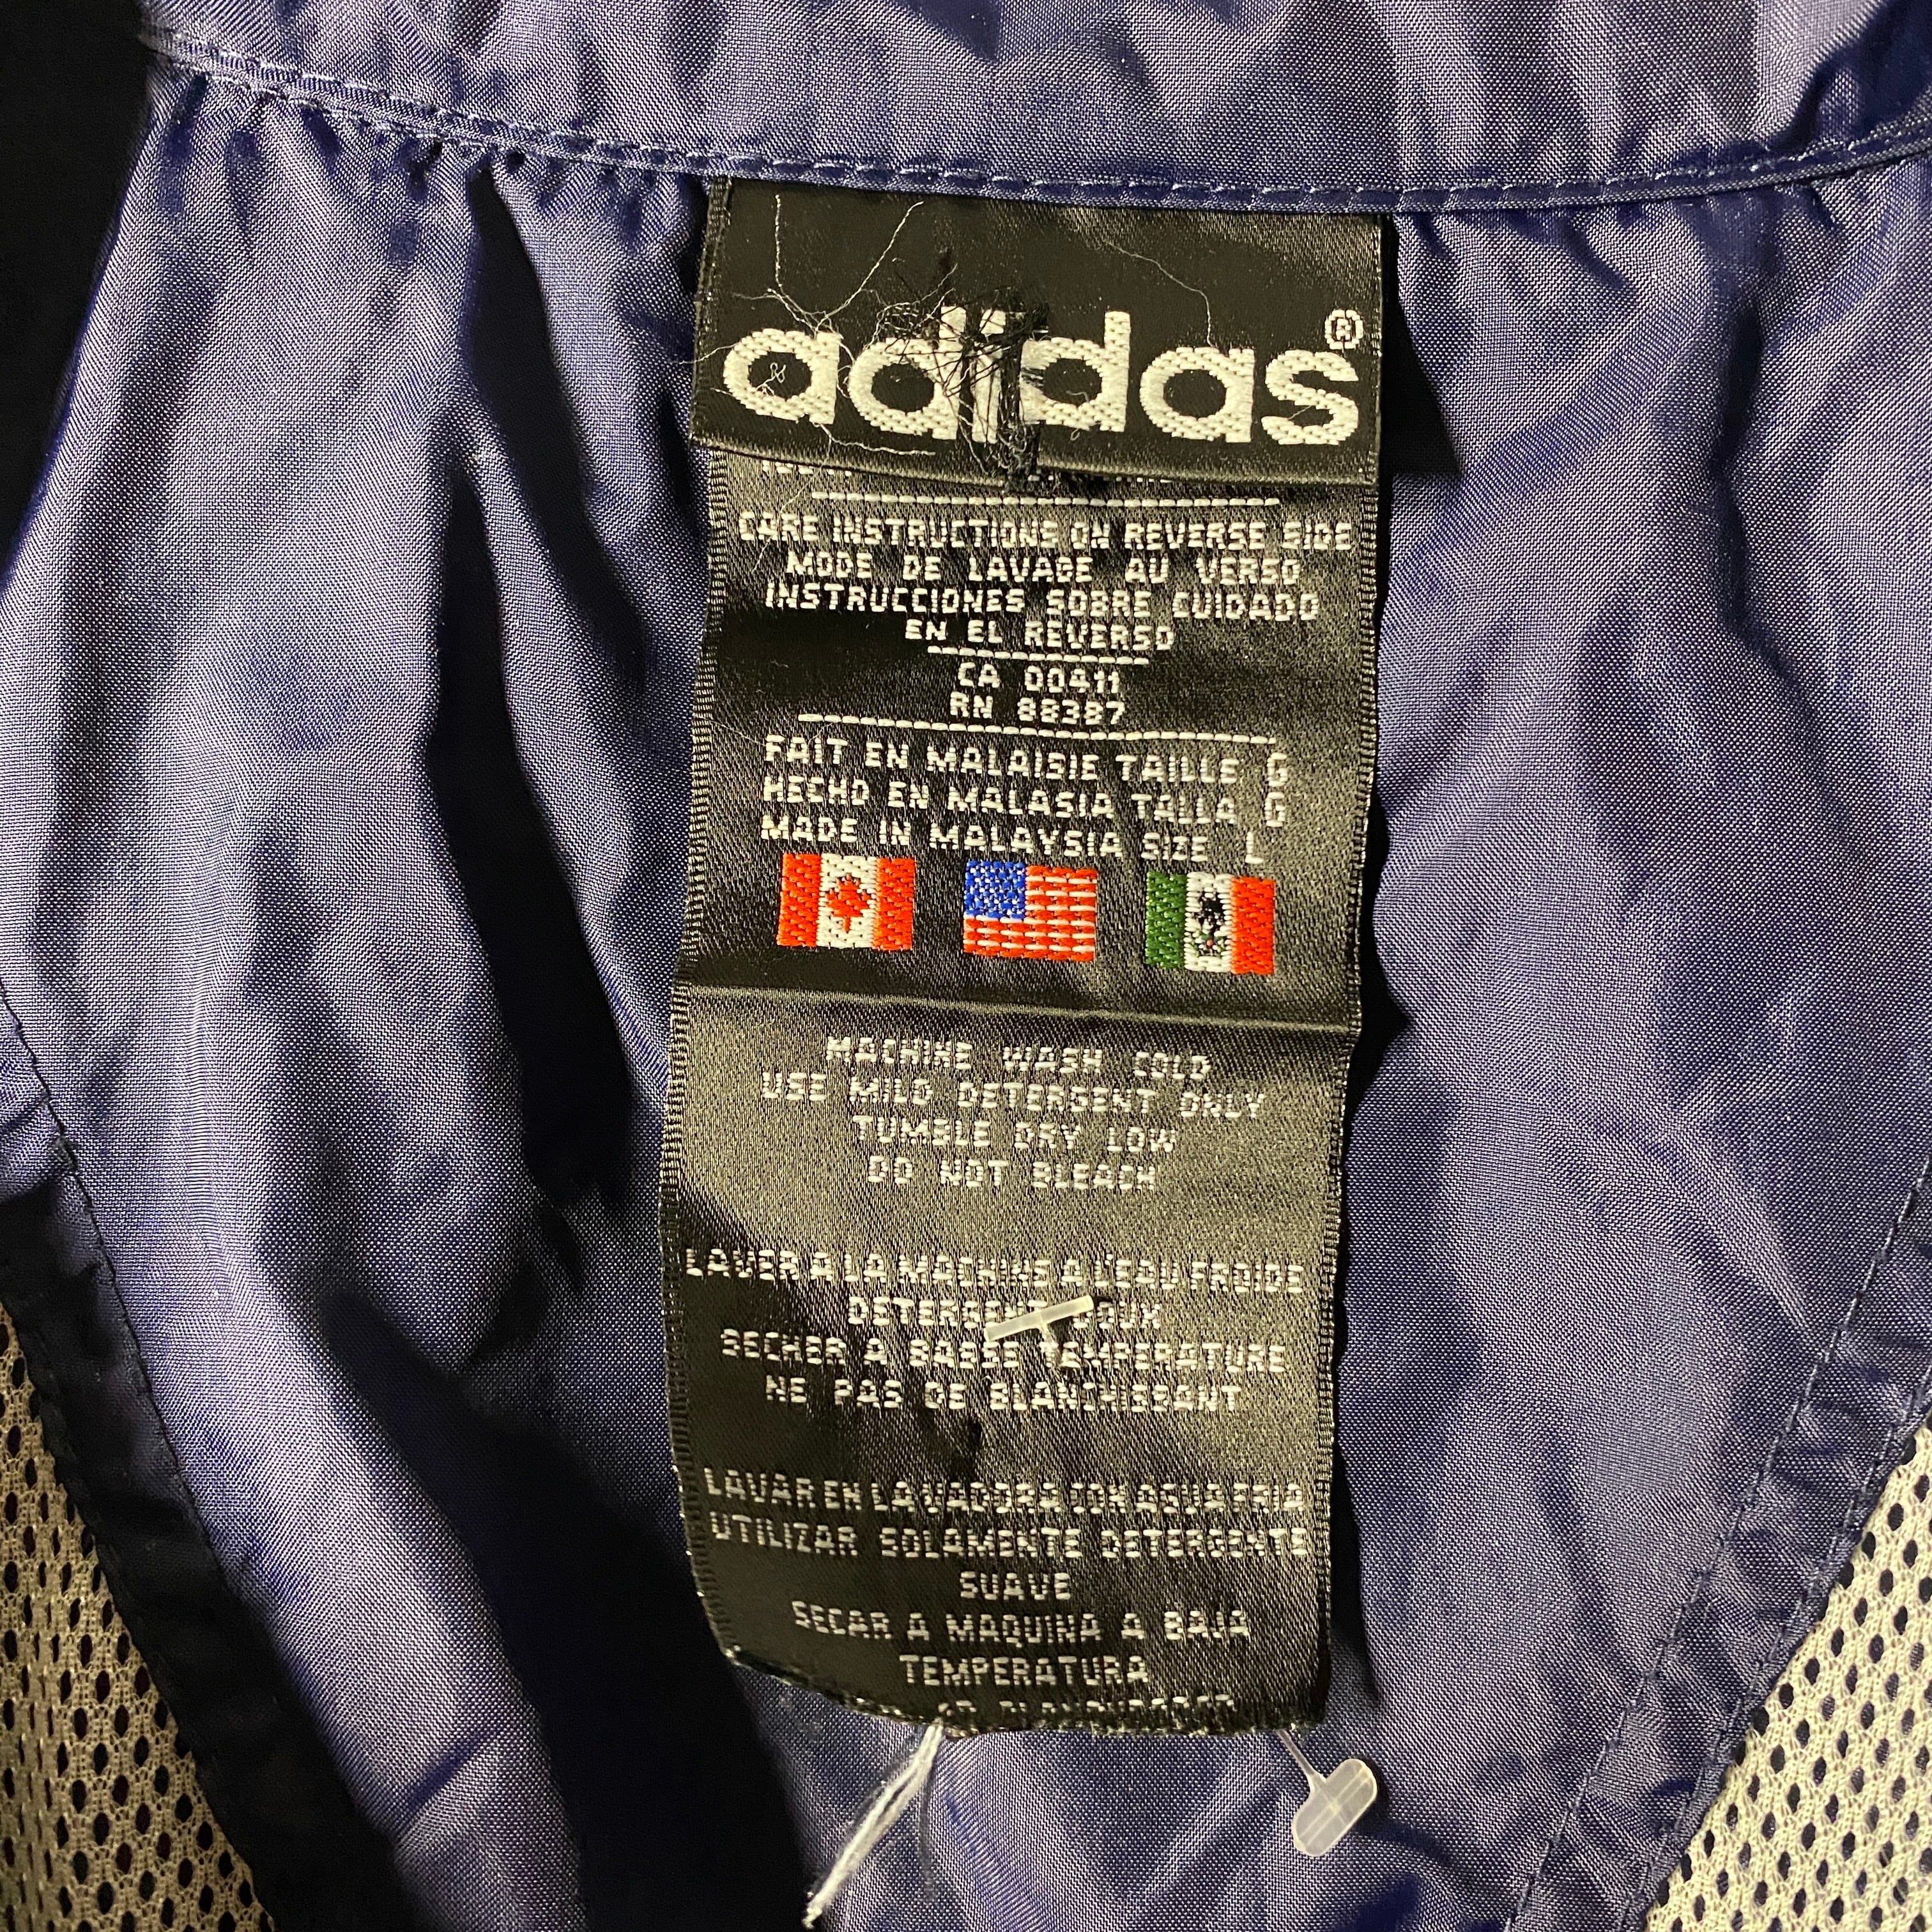 adidas®
CARE INSTRUCTIONS ON REVERSE SIDE
MODE DE LAVAGE AU VERSO
INSTRUCCIONES SOBRE CUIDADO
EN EL REVERSO
CA 00411
RN 88387
FAIT EN MALAISIE TAILLE G
HECHO EN MALASIA TALLA G
MADE IN MALAYSIA SIZE L
MACHINE WASH COLD
USE MILD DETERGENT ONLY
TUMBLE DRY LOW
DO NOT BLEACH
LAVER A LA MACHINE A L'EAU FROIDE
DETERGENT DOUX
SECHER A BASSE TEMPERATURE
NE PAS DE BLANCHISSANT
LAVAR EN LAVADORA CON AGUA FRIA
UTILIZAR SOLAMENTE DETERGENTE
SUAVE
SECAR A MAQUINA A BAJA
TEMPERATURA